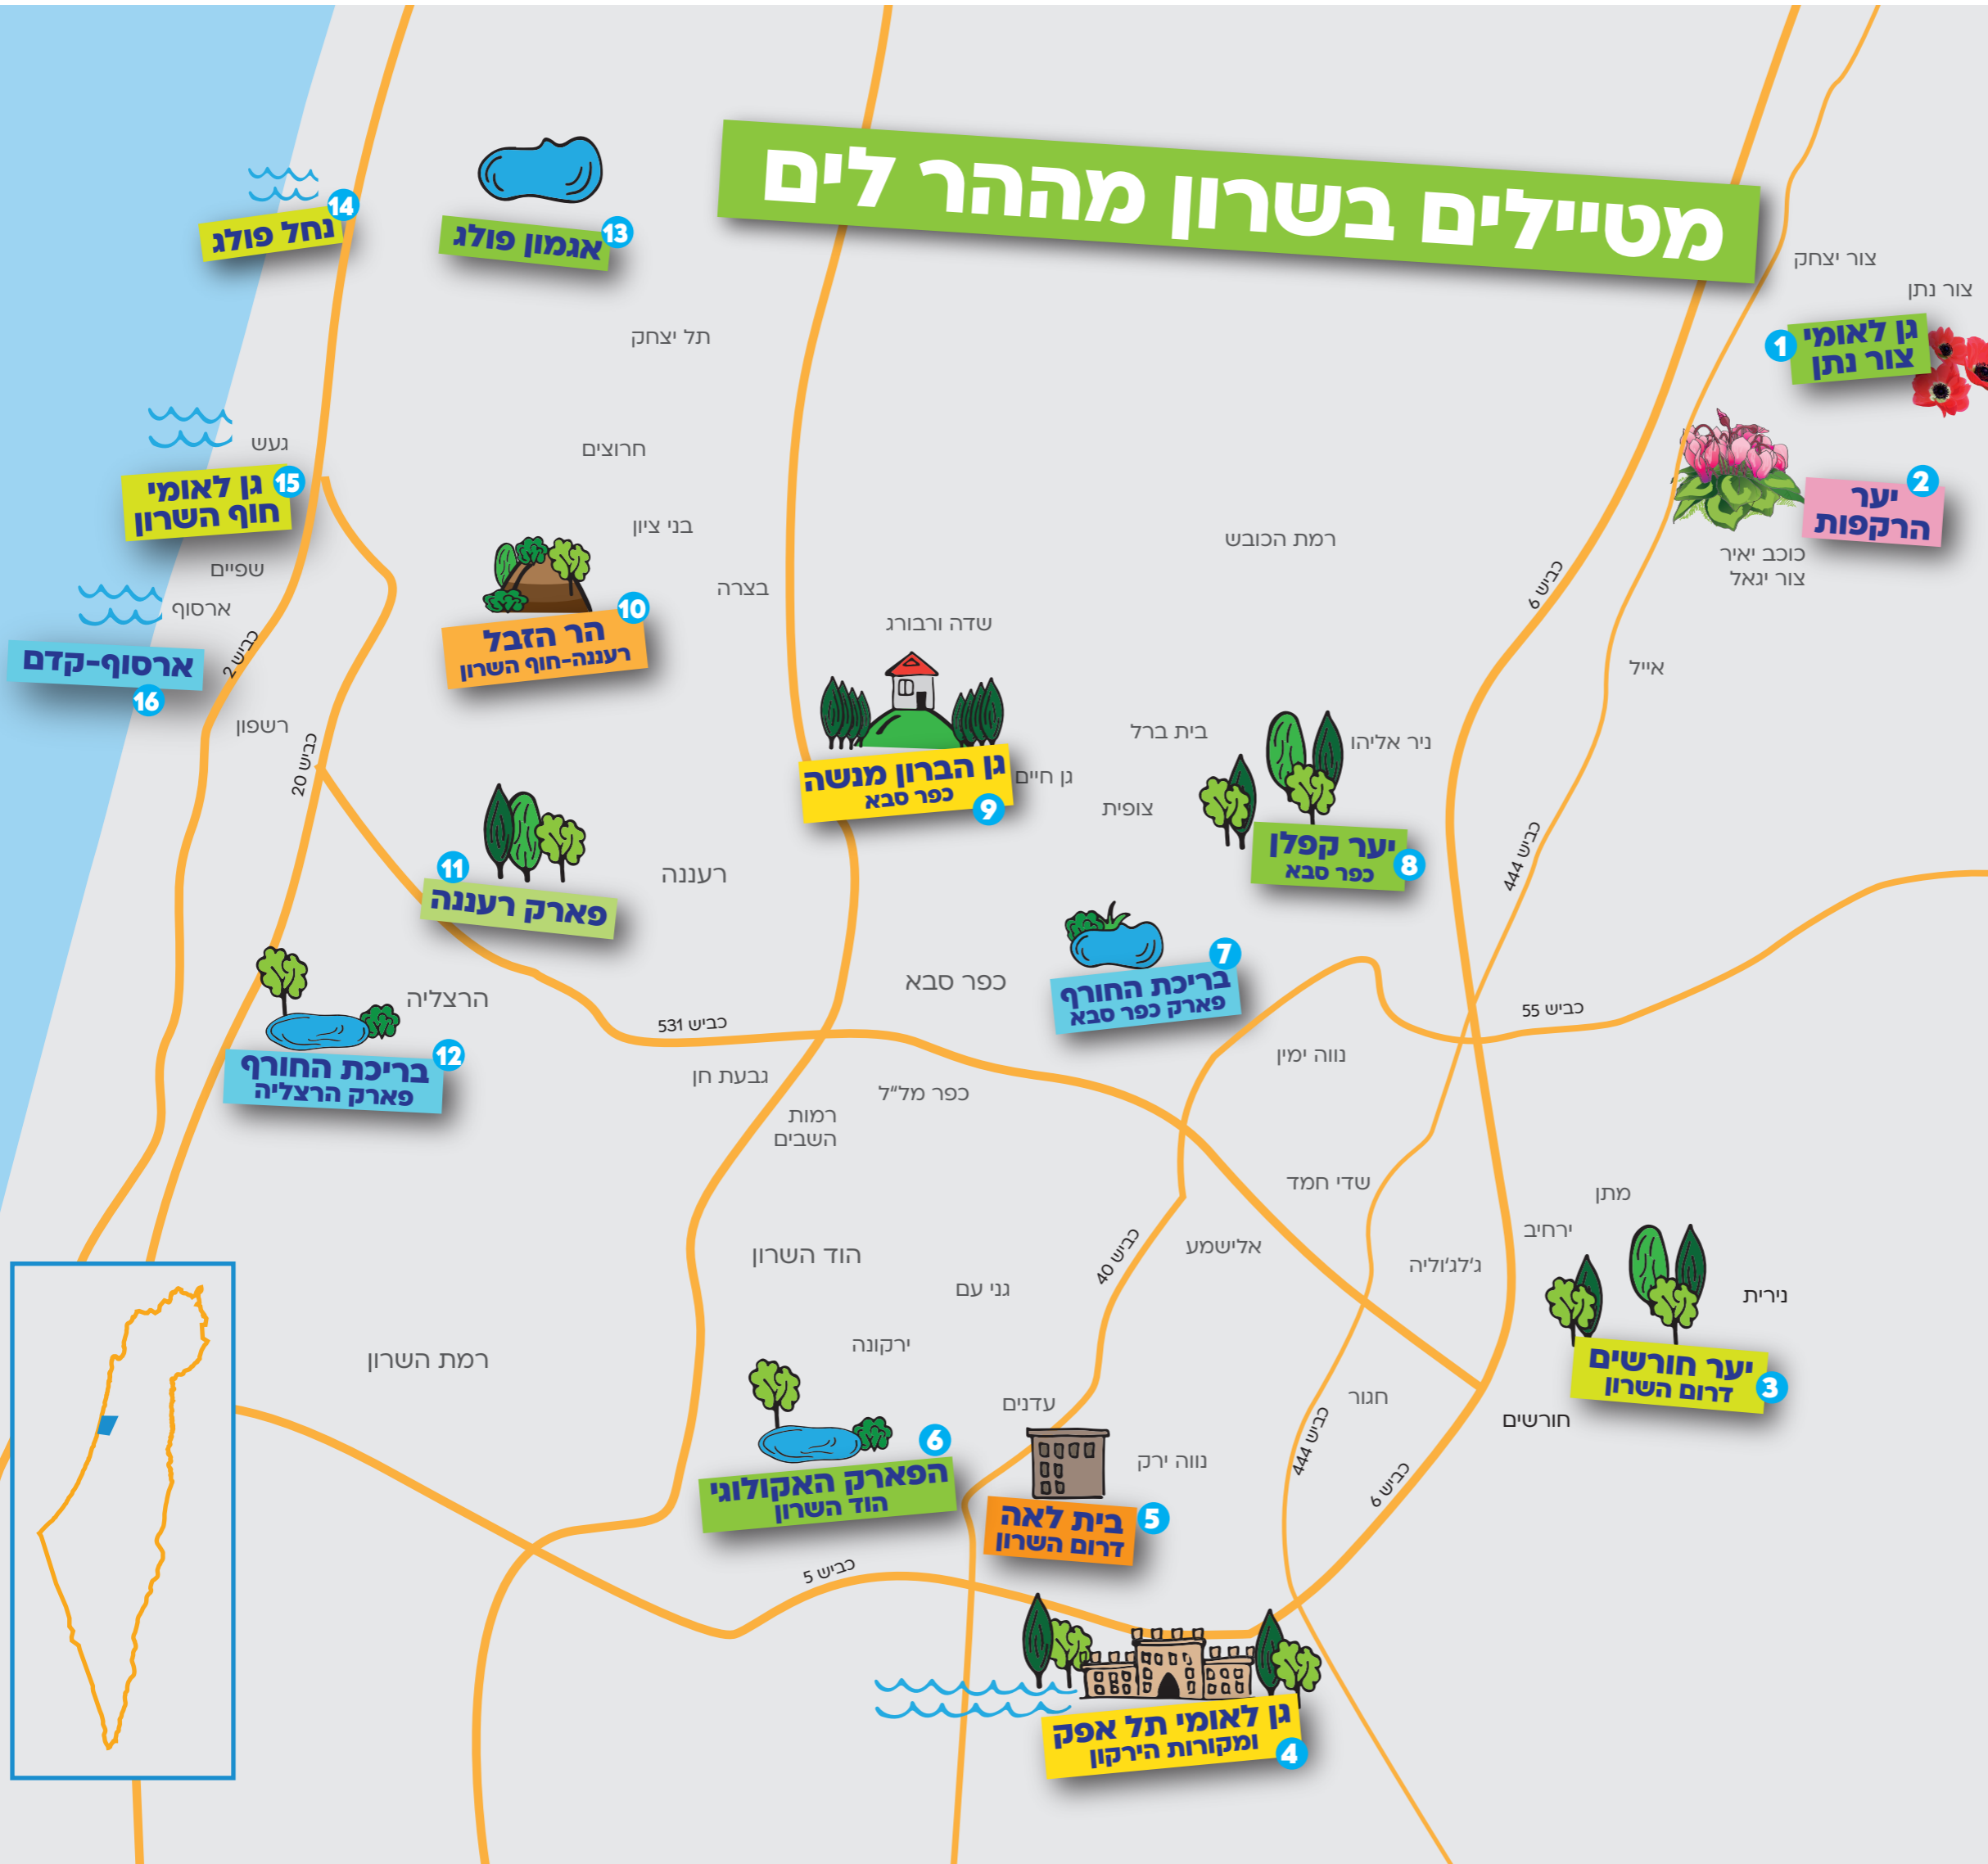 מטיילים בשרון מההר לים
צור יצחק
צור נתן
1
גן לאומי
צור נתן
2
יער
הרקפות
כוכב יאיר
צור יגאל
14
נחל פולג
13
אגמון פולג
תל יצחק
חרוצים
בני ציון
בצרה
געש
15
גן לאומי
חוף השרון
שפיים
ארסוף
ארסוף-קדם
16
כביש 2
רשפון
כביש 20
10
הר הזבל
רעננה-חוף השרון
שדה ורבורג
רמת הכובש
כביש 6
אייל
גן הברון מנשה
כפר סבא
9
גן חיים
בית ברל
צופית
ניר אליהו
יער קפלן
כפר סבא
8
כביש 444
11
פארק רעננה
רעננה
הרצליה
12
בריכת החורף
פארק הרצליה
כפר סבא
7
בריכת החורף
פארק כפר סבא
כביש 531
כביש 55
נווה ימין
גבעת חן
כפר מל"ל
רמות
השבים
שדי חמד
מתן
ירחיב
אלישמע
ג'לג'וליה
נירית
הוד השרון
גני עם
כביש 40
ירקונה
רמת השרון
יער חורשים
דרום השרון
3
חורשים
חגור
כביש 444
כביש 6
עדנים
נווה ירק
6
הפארק האקולוגי
הוד השרון
5
בית לאה
דרום השרון
כביש 5
גן לאומי תל אפק
ומקורות הירקון
4